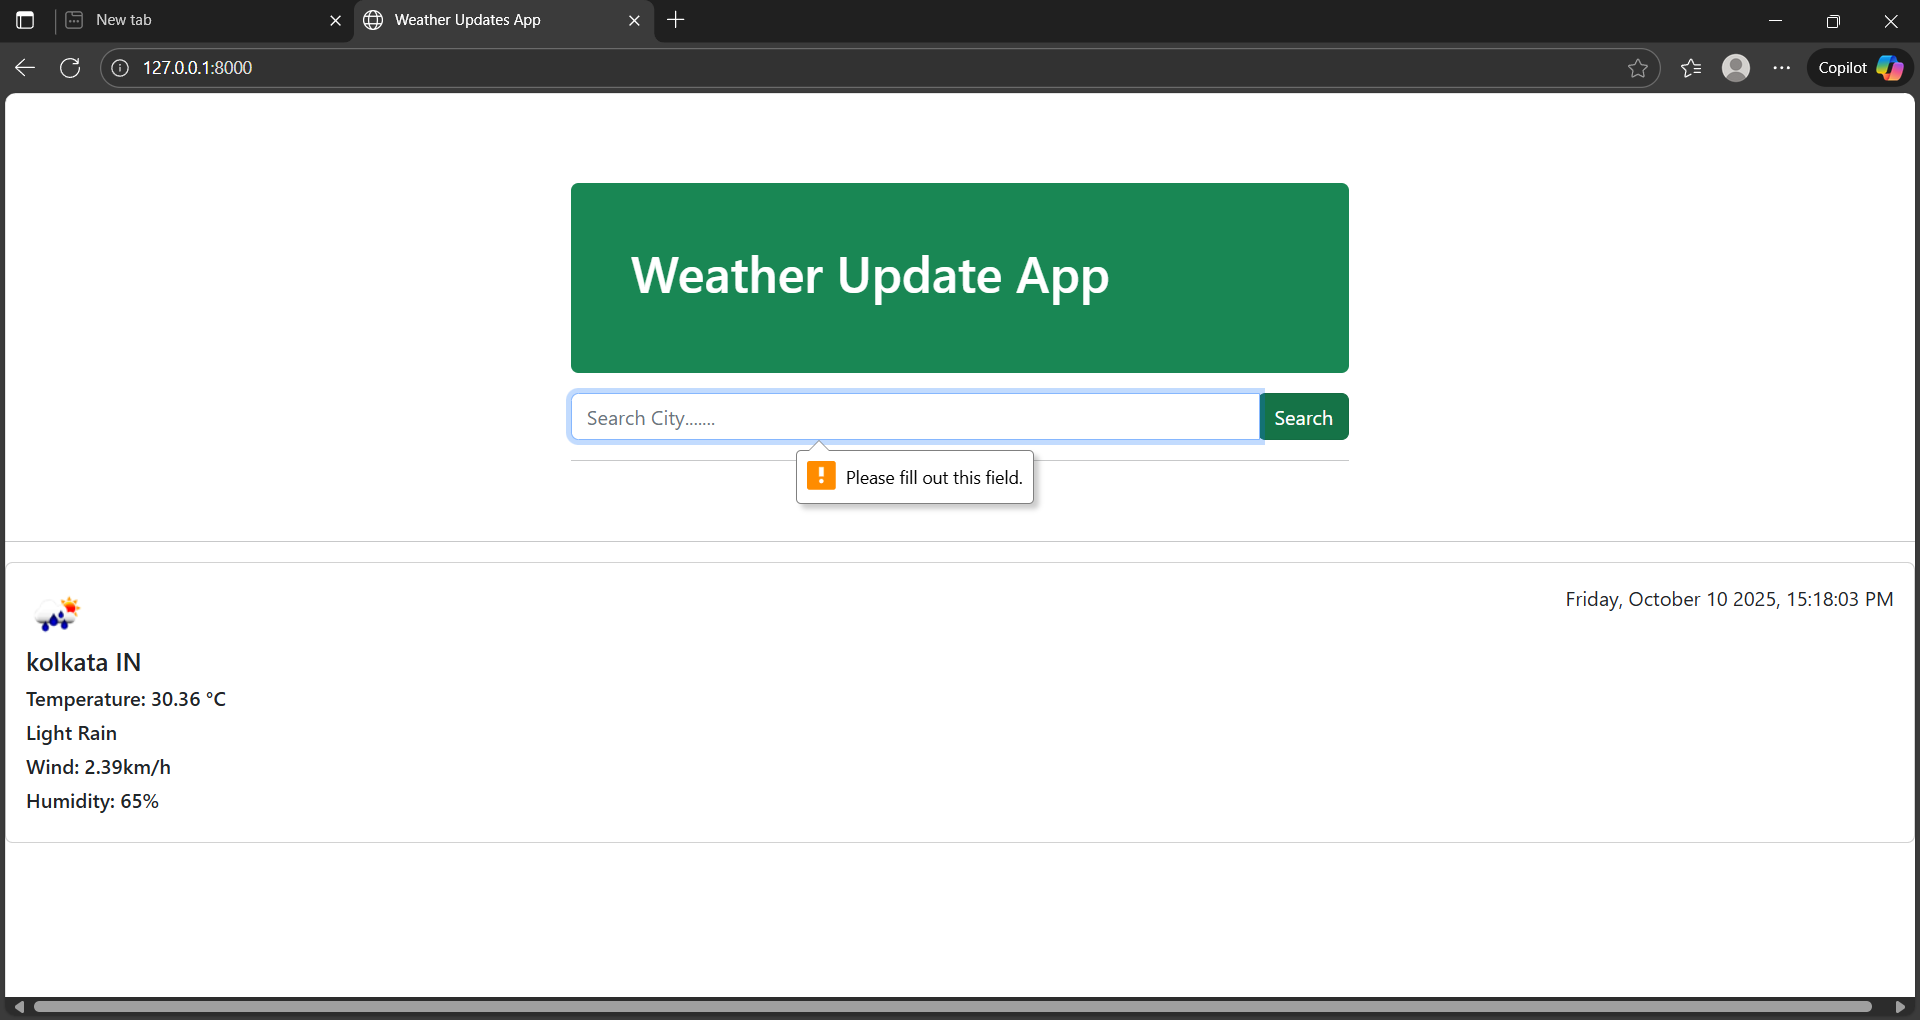 New tab
Weather Updates App
127.0.0.1:8000
Copilot
Weather Update App
Search City.......
Search
Please fill out this field.
Friday, October 10 2025, 15:18:03 PM
kolkata IN
Temperature: 30.36 °C
Light Rain
Wind: 2.39km/h
Humidity: 65%